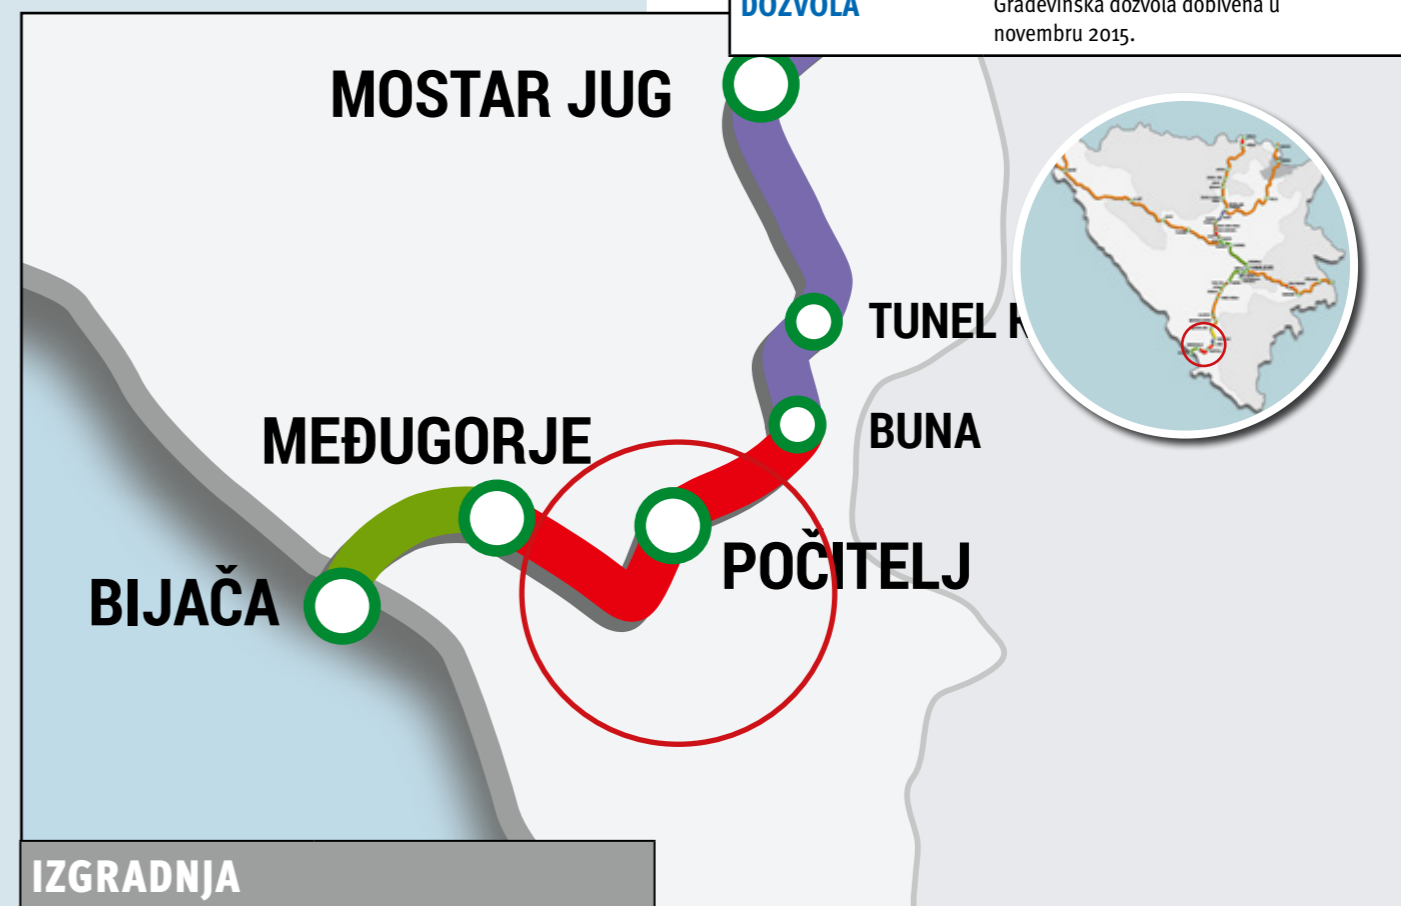 DOZVOLA
Građevinska dozvola dobivena u
novembru 2015.
MOSTAR JUG
TUNEL
BUNA
MEĐUGORJE
POČITELJ
BIJAČA
IZGRADNJA